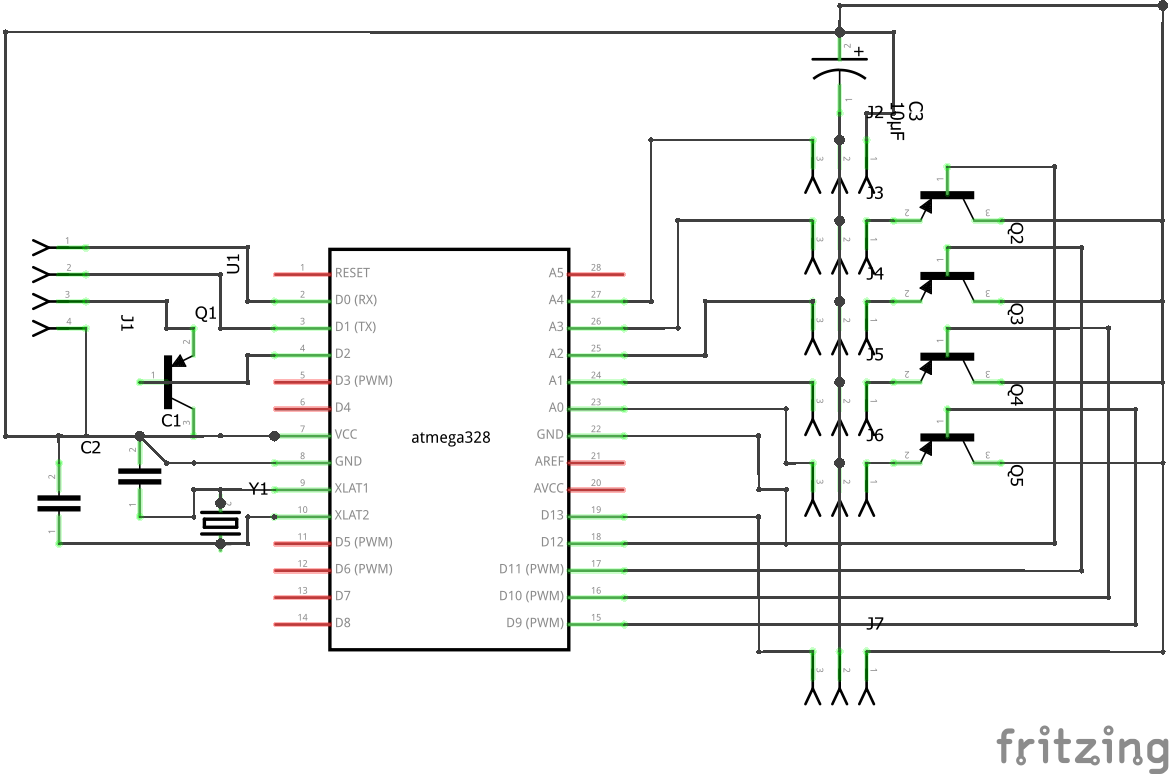 2
+
1
J2
C3
10µF
3 2 1
J3
1
2 3
Q2
3 2 1
J4
1
2 3
Q3
3 2 1
J5
1
2 3
Q4
3 2 1
J6
1
2 3
Q5
3 2 1
1
2
3
4
J1
U1
Q1
2
1
3
C1
C2
2
1
2
1
Y1
2
atmega328
1 RESET
2 D0 (RX)
3 D1 (TX)
4 D2
5 D3 (PWM)
6 D4
7 VCC
8 GND
9 XLAT1
10 XLAT2
11 D5 (PWM)
12 D6 (PWM)
13 D7
14 D8
A5 28
A4 27
A3 26
A2 25
A1 24
A0 23
GND 22
AREF 21
AVCC 20
D13 19
D12 18
D11 (PWM) 17
D10 (PWM) 16
D9 (PWM) 15
J7
3 2 1
fritzing